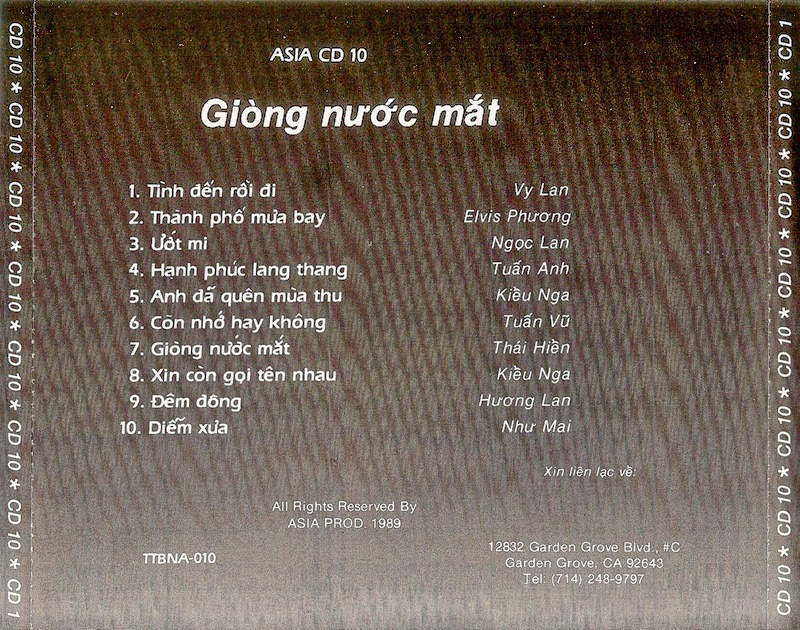 ASIA CD 10
Giòng nước mắt
1. Tình đến rồi đi Vy Lan
2. Thành phố mưa bay Elvis Phương
3. Ướt mi Ngọc Lan
4. Hạnh phúc lang thang Tuấn Anh
5. Anh đã quên mùa thu Kiều Nga
6. Còn nhớ hay không Tuấn Vũ
7. Giòng nước mắt Thái Hiền
8. Xin còn gọi tên nhau Kiều Nga
9. Đêm đông Hương Lan
10. Diễm xưa Như Mai
Xin liên lạc về:
All Rights Reserved By
ASIA PROD. 1989
TTBNA-010
12832 Garden Grove Blvd., #C
Garden Grove, CA 92643
Tel: (714) 248-9797
CD 10 * CD 10 * CD 10 * CD 10 * CD 10 * CD 10 * CD 10 * CD 1
CD 10 * CD 10 * CD 10 * CD 10 * CD 10 * CD 10 * CD 10 * CD 1